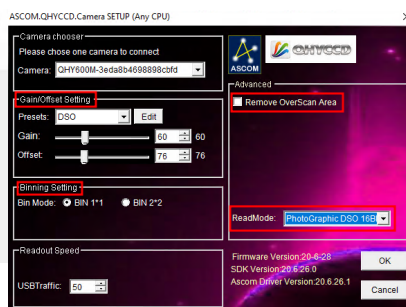 ASCOM.QHYCCD.Camera SETUP (Any CPU)
Camera chooser
Please chose one camera to connect
Camera: QHY600M-3eda8b4698898cbfd
ASCOM
QHYCCD
Gain/Offset Setting
Presets: DSO Edit
Gain: 60 60
Offset: 76 76
Advanced
Remove OverScan Area
Binning Setting
Bin Mode: BIN 1*1 BIN 2*2
ReadMode: PhotoGraphic DSO 16B
Readout Speed
USBTraffic: 50
Firmware Version:20-6-28
SDK Version:20.6.26.0
Ascom Driver Version:20.6.26.1
OK
Cancel